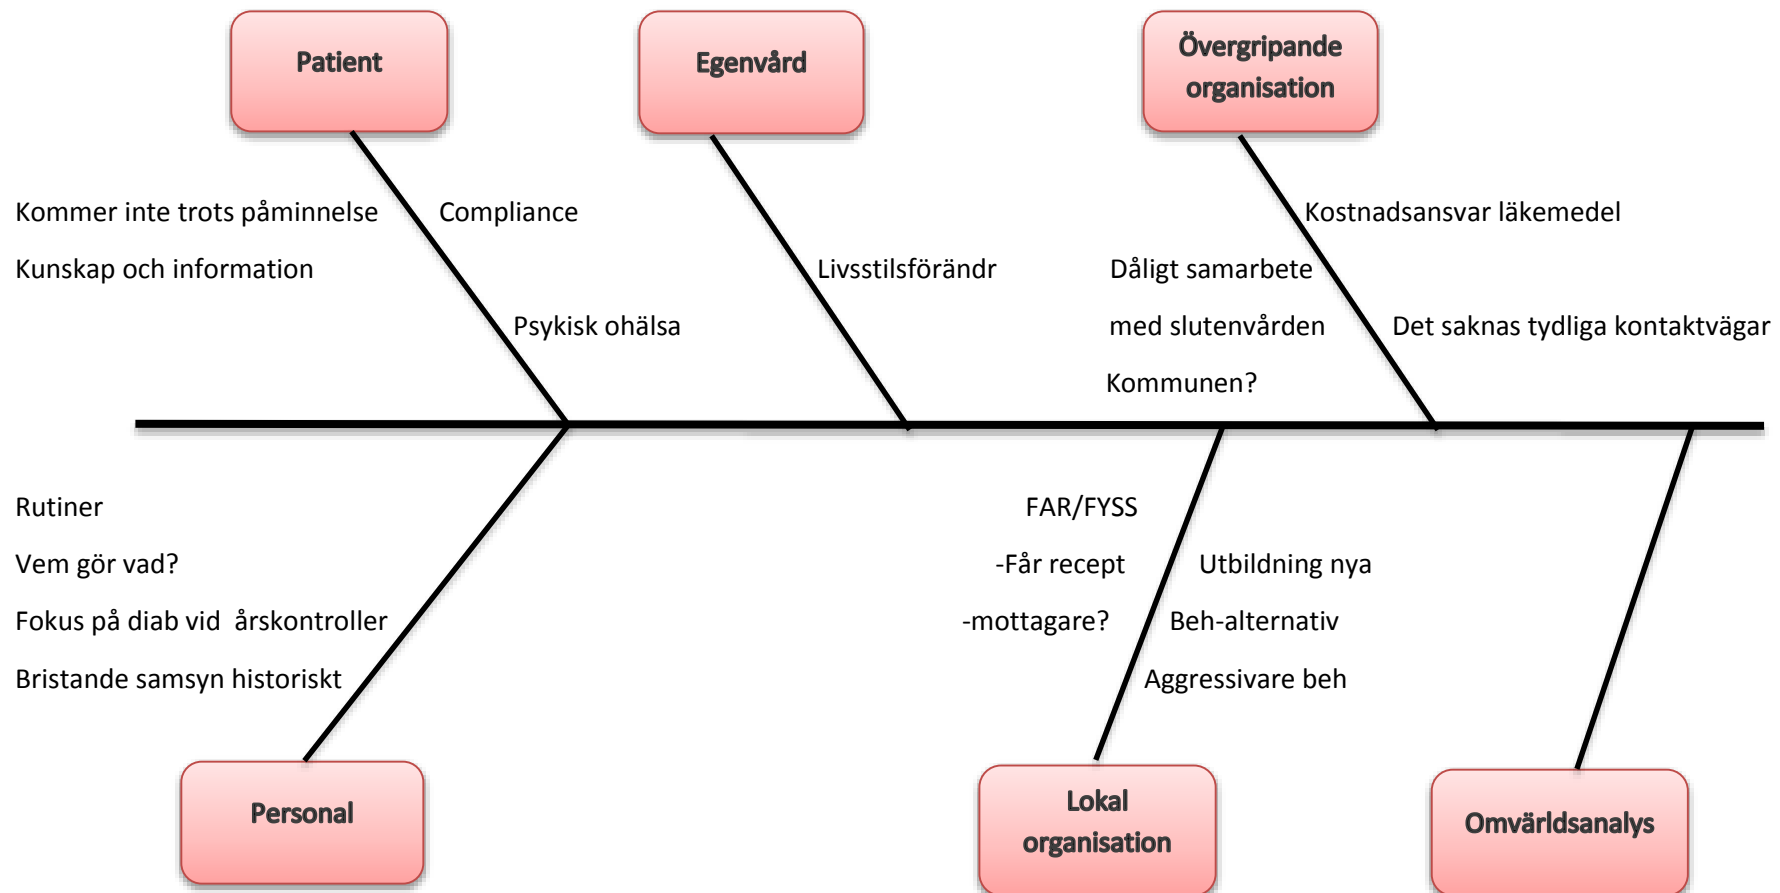 Patient
Egenvård
Övergripande
organisation
Kommer inte trots påminnelse
Compliance
Kostnadsansvar läkemedel
Kunskap och information
Livsstilsförändr
Dåligt samarbete
Psykisk ohälsa
med slutenvården
Det saknas tydliga kontaktvägar
Kommunen?
Rutiner
FAR/FYSS
Vem gör vad?
-Får recept
Utbildning nya
Fokus på diab vid  årskontroller
-mottagare?
Beh-alternativ
Bristande samsyn historiskt
Aggressivare beh
Personal
Lokal
organisation
Omvärldsanalys